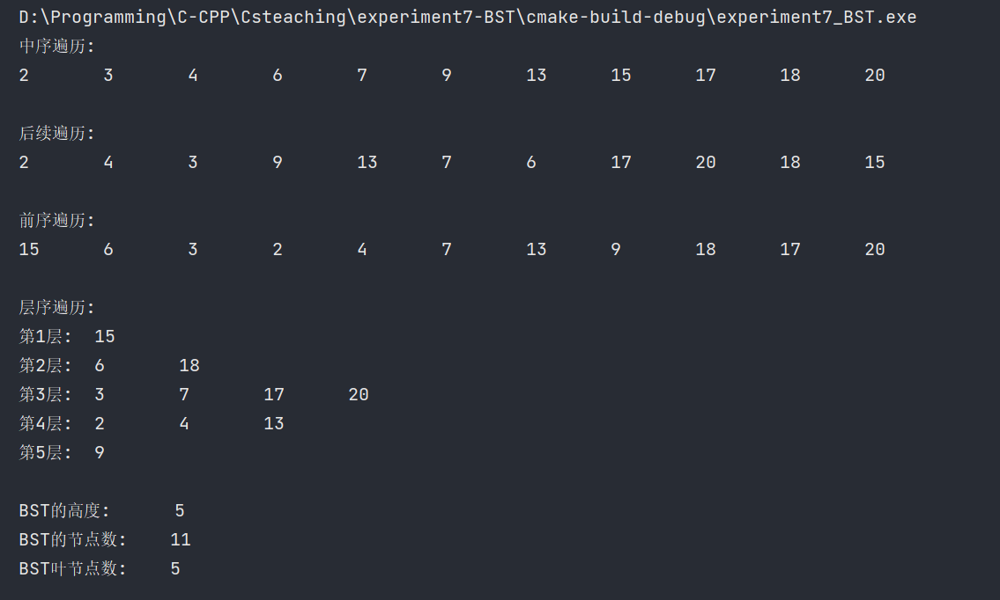 D:\Programming\C-CPP\Csteaching\experiment7-BST\cmake-build-debug\experiment7_BST.exe
中序遍历:
2 3 4 6 7 9 13 15 17 18 20
后续遍历:
2 4 3 9 13 7 6 17 20 18 15
前序遍历:
15 6 3 2 4 7 13 9 18 17 20
层序遍历:
第1层: 15
第2层: 6 18
第3层: 3 7 17 20
第4层: 2 4 13
第5层: 9
BST的高度: 5
BST的节点数: 11
BST叶节点数: 5